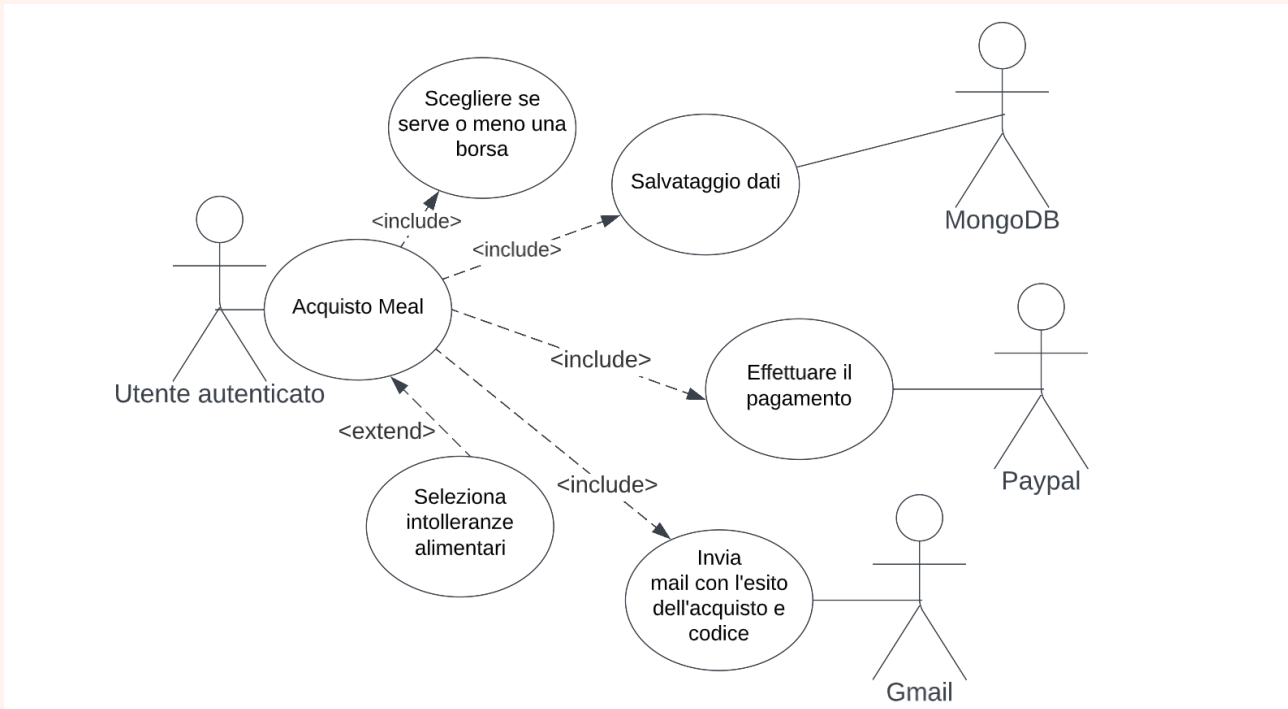 Scegliere se
serve o meno una
borsa
Salvataggio dati
MongoDB
<include>
<include>
Acquisto Meal
Utente autenticato
<include>
Effettuare il
pagamento
Paypal
<extend>
Seleziona
intolleranze
alimentari
<include>
Invia
mail con l'esito
dell'acquisto e
codice
Gmail